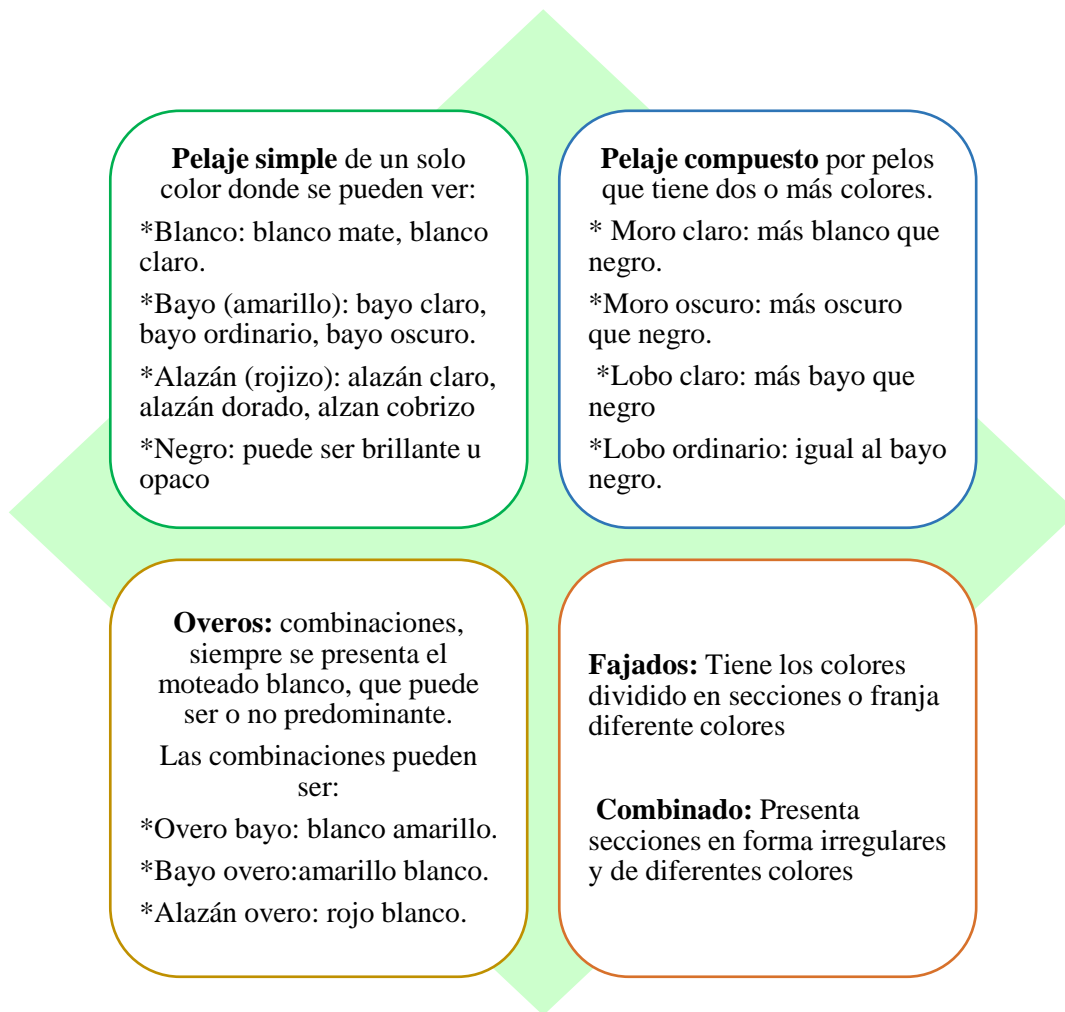 Pelaje simple de un solo
color donde se pueden ver:
*Blanco: blanco mate, blanco
claro.
*Bayo (amarillo): bayo claro,
bayo ordinario, bayo oscuro.
*Alazán (rojizo): alazán claro,
alazán dorado, alzan cobrizo
*Negro: puede ser brillante u
opaco
Pelaje compuesto por pelos
que tiene dos o más colores.
* Moro claro: más blanco que
negro.
*Moro oscuro: más oscuro
que negro.
*Lobo claro: más bayo que
negro
*Lobo ordinario: igual al bayo
negro.
Overos: combinaciones,
siempre se presenta el
moteado blanco, que puede
ser o no predominante.
Las combinaciones pueden
ser:
*Overo bayo: blanco amarillo.
*Bayo overo:amarillo blanco.
*Alazán overo: rojo blanco.
Fajados: Tiene los colores
dividido en secciones o franja
diferente colores
Combinado: Presenta
secciones en forma irregulares
y de diferentes colores